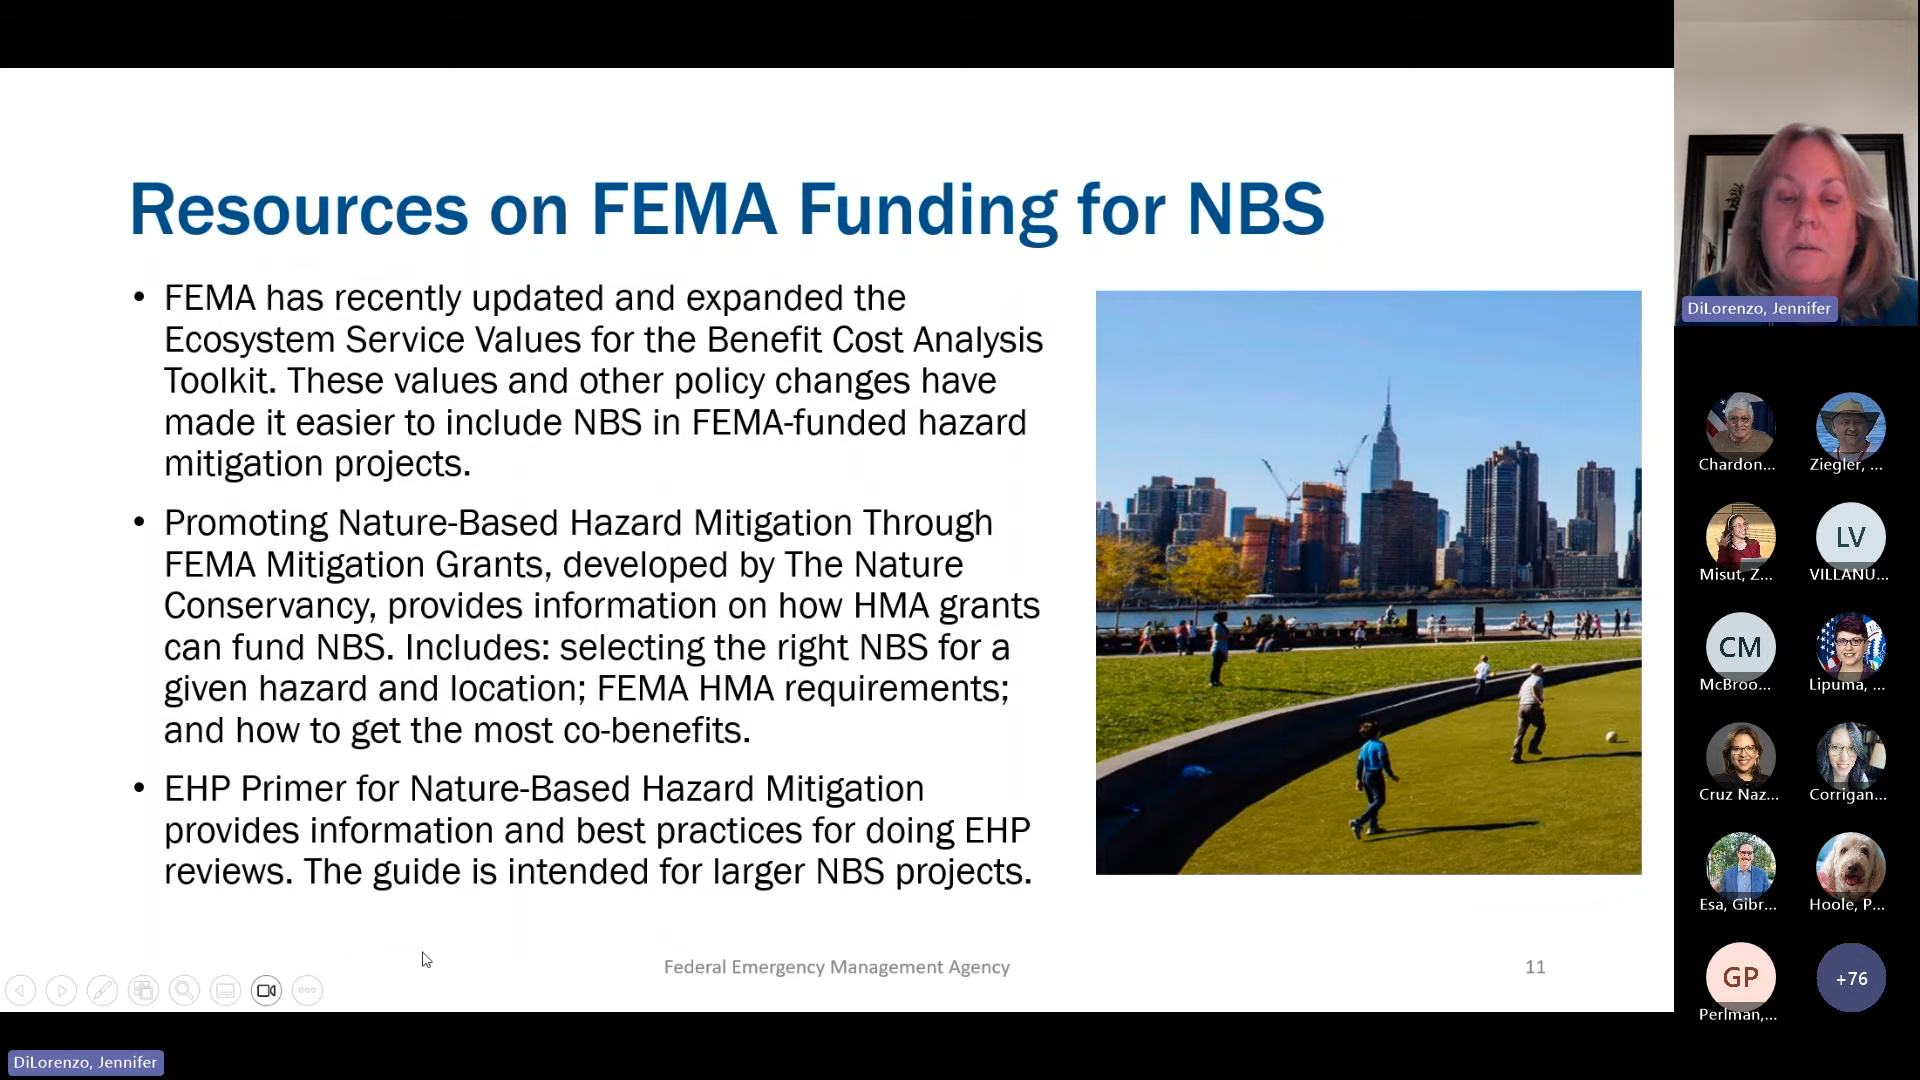 Resources on FEMA Funding for NBS
• FEMA has recently updated and expanded the
Ecosystem Service Values for the Benefit Cost Analysis
Toolkit. These values and other policy changes have
made it easier to include NBS in FEMA-funded hazard
mitigation projects.
• Promoting Nature-Based Hazard Mitigation Through
FEMA Mitigation Grants, developed by The Nature
Conservancy, provides information on how HMA grants
can fund NBS. Includes: selecting the right NBS for a
given hazard and location; FEMA HMA requirements;
and how to get the most co-benefits.
• EHP Primer for Nature-Based Hazard Mitigation
provides information and best practices for doing EHP
reviews. The guide is intended for larger NBS projects.
Federal Emergency Management Agency
11
DiLorenzo, Jennifer
DiLorenzo, Jennifer
Chardon...
Ziegler, ...
Misut, Z...
LV
VILLANU...
CM
McBroo...
Lipuma, ...
Cruz Naz...
Corrigan...
Esa, Gibr...
Hoole, P...
GP
Perlman,...
+76